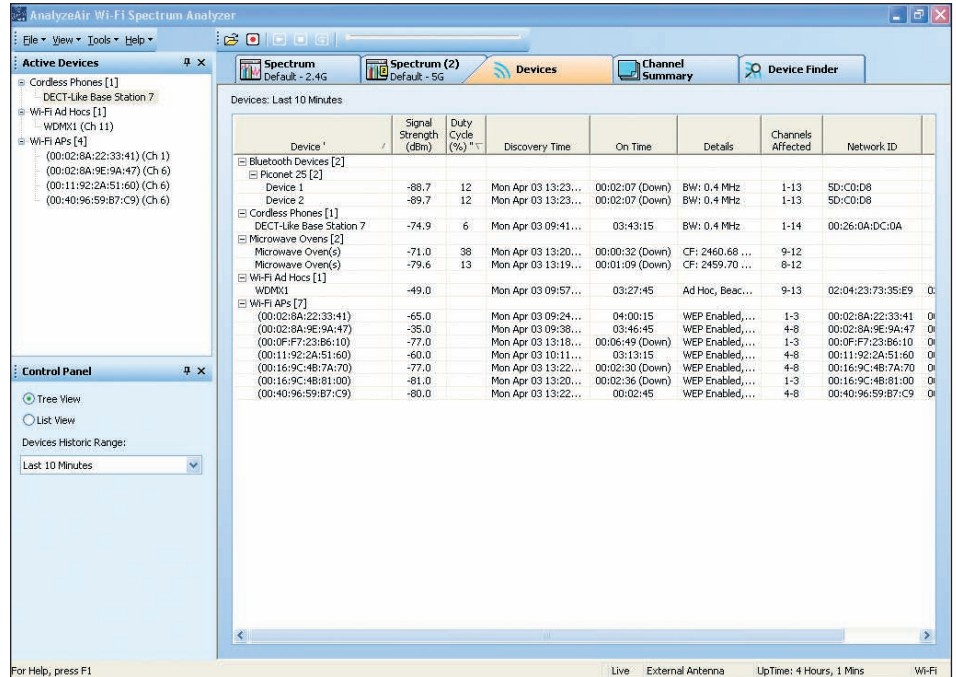 AnalyzeAir Wi-Fi Spectrum Analyzer
File View Tools Help
Active Devices
Cordless Phones [1]
DECT-Like Base Station 7
Wi-Fi Ad Hocs [1]
WDMX1 (Ch 11)
Wi-Fi APs [4]
(00:02:8A:22:33:41) (Ch 1)
(00:02:8A:9E:9A:47) (Ch 6)
(00:11:92:2A:51:60) (Ch 6)
(00:40:96:59:B7:C9) (Ch 6)
Control Panel
Tree View
List View
Devices Historic Range:
Last 10 Minutes
Spectrum Default - 2.4G
Spectrum (2) Default - 5G
Devices
Channel Summary
Device Finder
Devices: Last 10 Minutes
Device ' Signal Strength (dBm) Duty Cycle (%) " Discovery Time On Time Details Channels Affected Network ID
Bluetooth Devices [2]
Piconet 25 [2]
Device 1 -88.7 12 Mon Apr 03 13:23... 00:02:07 (Down) BW: 0.4 MHz 1-13 5D:C0:D8
Device 2 -89.7 12 Mon Apr 03 13:23... 00:02:07 (Down) BW: 0.4 MHz 1-13 5D:C0:D8
Cordless Phones [1]
DECT-Like Base Station 7 -74.9 6 Mon Apr 03 09:41... 03:43:15 BW: 0.4 MHz 1-14 00:26:0A:DC:0A
Microwave Ovens [2]
Microwave Oven(s) -71.0 38 Mon Apr 03 13:20... 00:00:32 (Down) CF: 2460.68 ... 9-12
Microwave Oven(s) -79.6 13 Mon Apr 03 13:19... 00:01:09 (Down) CF: 2459.70 ... 8-12
Wi-Fi Ad Hocs [1]
WDMX1 -49.0 Mon Apr 03 09:57... 03:27:45 Ad Hoc, Beac... 9-13 02:04:23:73:35:E9
Wi-Fi APs [7]
(00:02:8A:22:33:41) -65.0 Mon Apr 03 09:24... 04:00:15 WEP Enabled,... 1-3 00:02:8A:22:33:41
(00:02:8A:9E:9A:47) -35.0 Mon Apr 03 09:38... 03:46:45 WEP Enabled,... 4-8 00:02:8A:9E:9A:47
(00:0F:F7:23:B6:10) -77.0 Mon Apr 03 13:18... 00:06:49 (Down) WEP Enabled,... 1-3 00:0F:F7:23:B6:10
(00:11:92:2A:51:60) -60.0 Mon Apr 03 10:11... 03:13:15 WEP Enabled,... 4-8 00:11:92:2A:51:60
(00:16:9C:4B:7A:70) -77.0 Mon Apr 03 13:22... 00:02:30 (Down) WEP Enabled,... 4-8 00:16:9C:4B:7A:70
(00:16:9C:4B:81:00) -81.0 Mon Apr 03 13:20... 00:02:36 (Down) WEP Enabled,... 1-3 00:16:9C:4B:81:00
(00:40:96:59:B7:C9) -80.0 Mon Apr 03 13:22... 00:02:45 WEP Enabled,... 4-8 00:40:96:59:B7:C9
For Help, press F1
Live External Antenna UpTime: 4 Hours, 1 Mins Wi-Fi